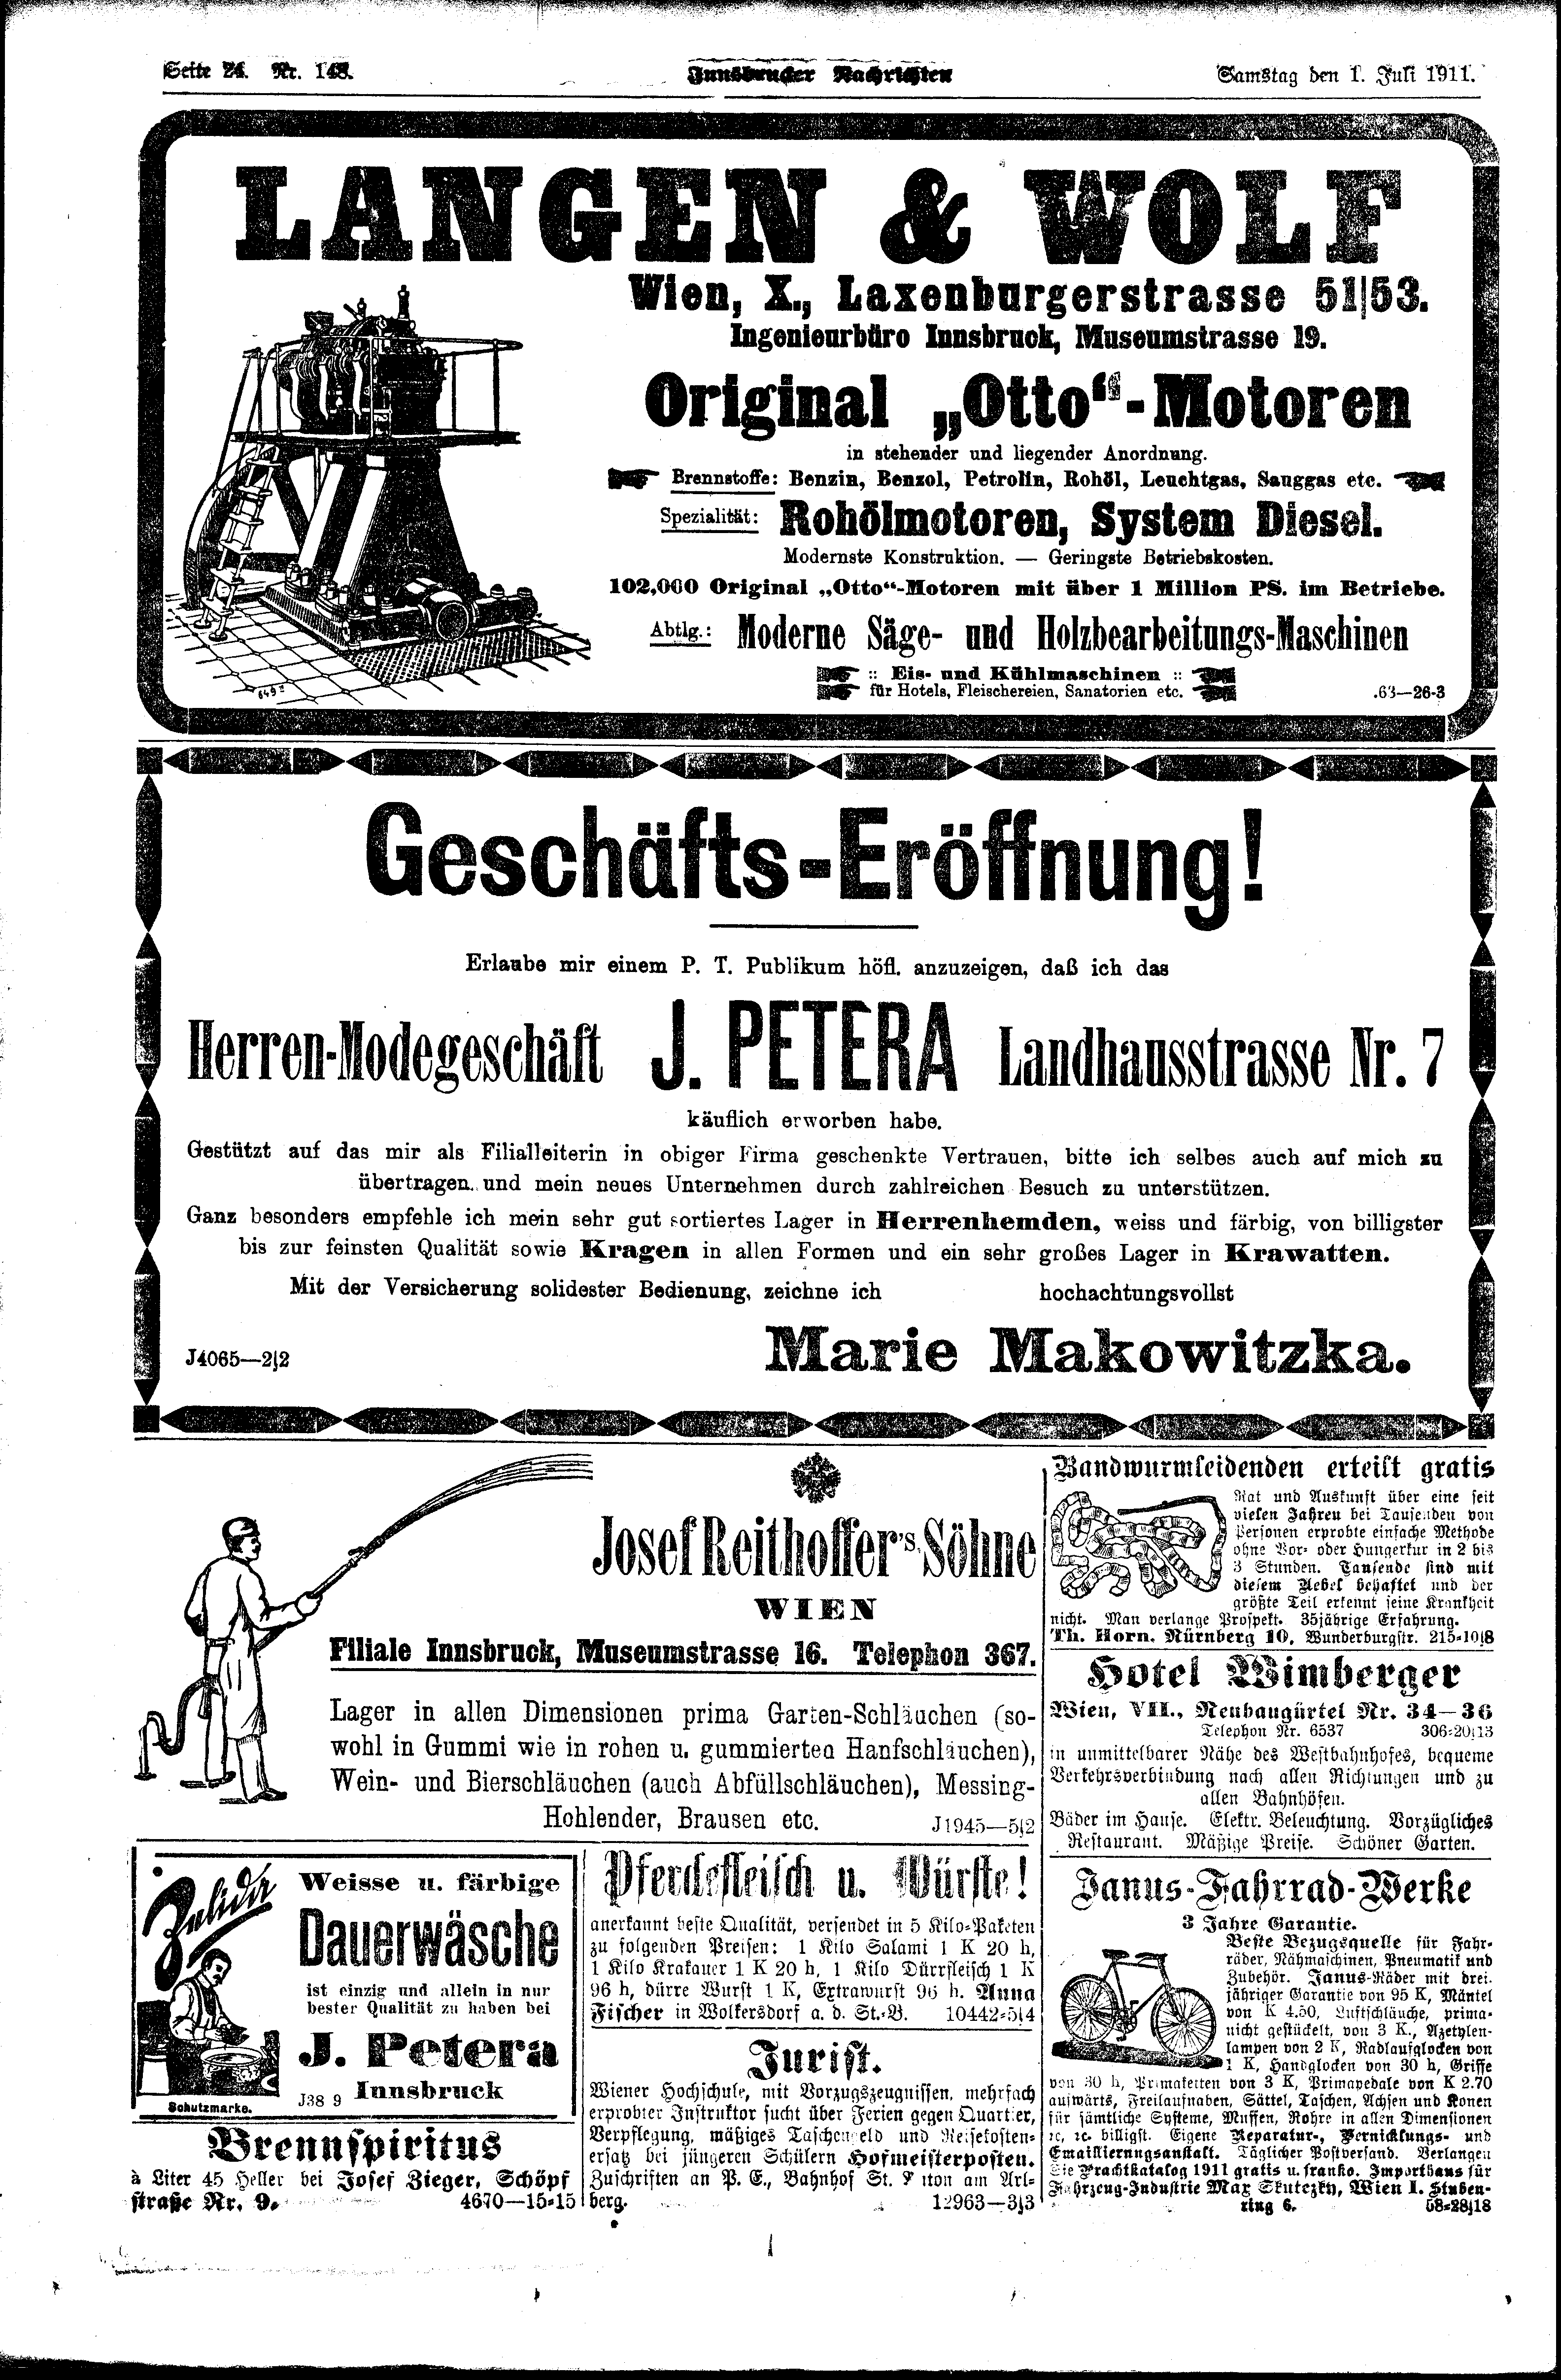 Seite 24. Nr. 148.
Innsbrucker Nachrichten
Samstag den 1. Juli 1911.
LANGEN & WOLF
Wien, X., Laxenburgerstrasse 51|53.
Ingenieurbüro Innsbruck, Museumstrasse 19.
Original „Otto“-Motoren
in stehender und liegender Anordnung.
Brennstoffe: Benzin, Benzol, Petrolin, Rohöl, Leuchtgas, Sauggas etc.
Spezialität: Rohölmotoren, System Diesel.
Modernste Konstruktion. — Geringste Betriebskosten.
102,000 Original „Otto“-Motoren mit über 1 Million PS. im Betriebe.
Abtlg.: Moderne Säge- und Holzbearbeitungs-Maschinen
:: Eis- und Kühlmaschinen ::
für Hotels, Fleischereien, Sanatorien etc.
63—26-3
Geschäfts-Eröffnung!
Erlaube mir einem P. T. Publikum höfl. anzuzeigen, daß ich das
Herren-Modegeschäft J. PETERA Landhausstrasse Nr. 7
käuflich erworben habe.
Gestützt auf das mir als Filialleiterin in obiger Firma geschenkte Vertrauen, bitte ich selbes auch auf mich zu
übertragen und mein neues Unternehmen durch zahlreichen Besuch zu unterstützen.
Ganz besonders empfehle ich mein sehr gut sortiertes Lager in Herrenhemden, weiss und färbig, von billigster
bis zur feinsten Qualität sowie Kragen in allen Formen und ein sehr großes Lager in Krawatten.
Mit der Versicherung solidester Bedienung, zeichne ich hochachtungsvollst
J4065—2|2
Marie Makowitzka.
Josef Reithoffer's Söhne
WIEN
Filiale Innsbruck, Museumstrasse 16. Telephon 367.
Lager in allen Dimensionen prima Garten-Schläuchen (so-
wohl in Gummi wie in rohen u. gummierten Hanfschläuchen),
Wein- und Bierschläuchen (auch Abfüllschläuchen), Messing-
Hohlender, Brausen etc.
J1945—5|2
Bandwurmleidenden erteilt gratis
Rat und Auskunft über eine seit
vielen Jahren bei Tausenden von
Personen erprobte einfache Methode
ohne Vor- oder Hungerkur in 2 bis
3 Stunden. Tausende sind mit
diesem Uebel behaftet und der
größte Teil erkennt seine Krankheit
nicht. Man verlange Prospekt. 35jährige Erfahrung.
Th. Horn, Nürnberg 10, Wunderburgstr. 215-10|8
Hotel Wimberger
Wien, VII., Neubaugürtel Nr. 34—36
Telephon Nr. 6537 306-20|13
in unmittelbarer Nähe des Westbahnhofes, bequeme
Verkehrsverbindung nach allen Richtungen und zu
allen Bahnhöfen.
Bäder im Hause. Elektr. Beleuchtung. Vorzügliches
Restaurant. Mäßige Preise. Schöner Garten.
Janus-Fahrrad-Werke
3 Jahre Garantie.
Beste Bezugsquelle für Fahr-
räder, Nähmaschinen, Pneumatik und
Zubehör. Janus-Räder mit drei-
jähriger Garantie von 95 K, Mäntel
von K 4.50, Luftschläuche, prima-
nicht gestückelt, von 3 K., Azetylen-
lampen von 2 K, Radlaufglocken von
1 K, Handglocken von 30 h, Griffe
von 30 h, Primaketten von 3 K, Primapedale von K 2.70
aufwärts, Freilaufnaben, Sättel, Taschen, Achsen und Konen
für sämtliche Systeme, Muffen, Rohre in allen Dimensionen
ꝛc, ꝛc. billigst. Eigene Reparatur-, Vernicklungs- und
Emaillierungsanstalt. Täglicher Postversand. Verlangen
Sie Prachtkatalog 1911 gratis u. franko. Importhaus für
Fahrzeug-Industrie Max Skutezky, Wien I. Stuben-
ring 6. 58-28|18
Zelida
Schutzmarke.
Weisse u. färbige
Dauerwäsche
ist einzig und allein in nur
bester Qualität zu haben bei
J. Petera
J38 9 Innsbruck
Brennspiritus
à Liter 45 Heller bei Josef Zieger, Schöpf
straße Nr. 9. 4670—15-15
Pferdefleisch u. Würste!
anerkannt beste Qualität, versendet in 5 Kilo-Paketen
zu folgenden Preisen: 1 Kilo Salami 1 K 20 h,
1 Kilo Krakauer 1 K 20 h, 1 Kilo Dürrfleisch 1 K
96 h, dürre Wurst 1 K, Extrawurst 96 h. Anna
Fischer in Wolkersdorf a. d. St.-B. 10442-5|4
Jurist.
Wiener Hochschule, mit Vorzugszeugnissen, mehrfach
erprobter Instruktor sucht über Ferien gegen Quartier,
Verpflegung, mäßiges Taschengeld und Reisekosten-
ersatz bei jüngeren Schülern Hofmeisterposten.
Zuschriften an P. E., Bahnhof St. Anton am Arl-
berg. 12963—3|3